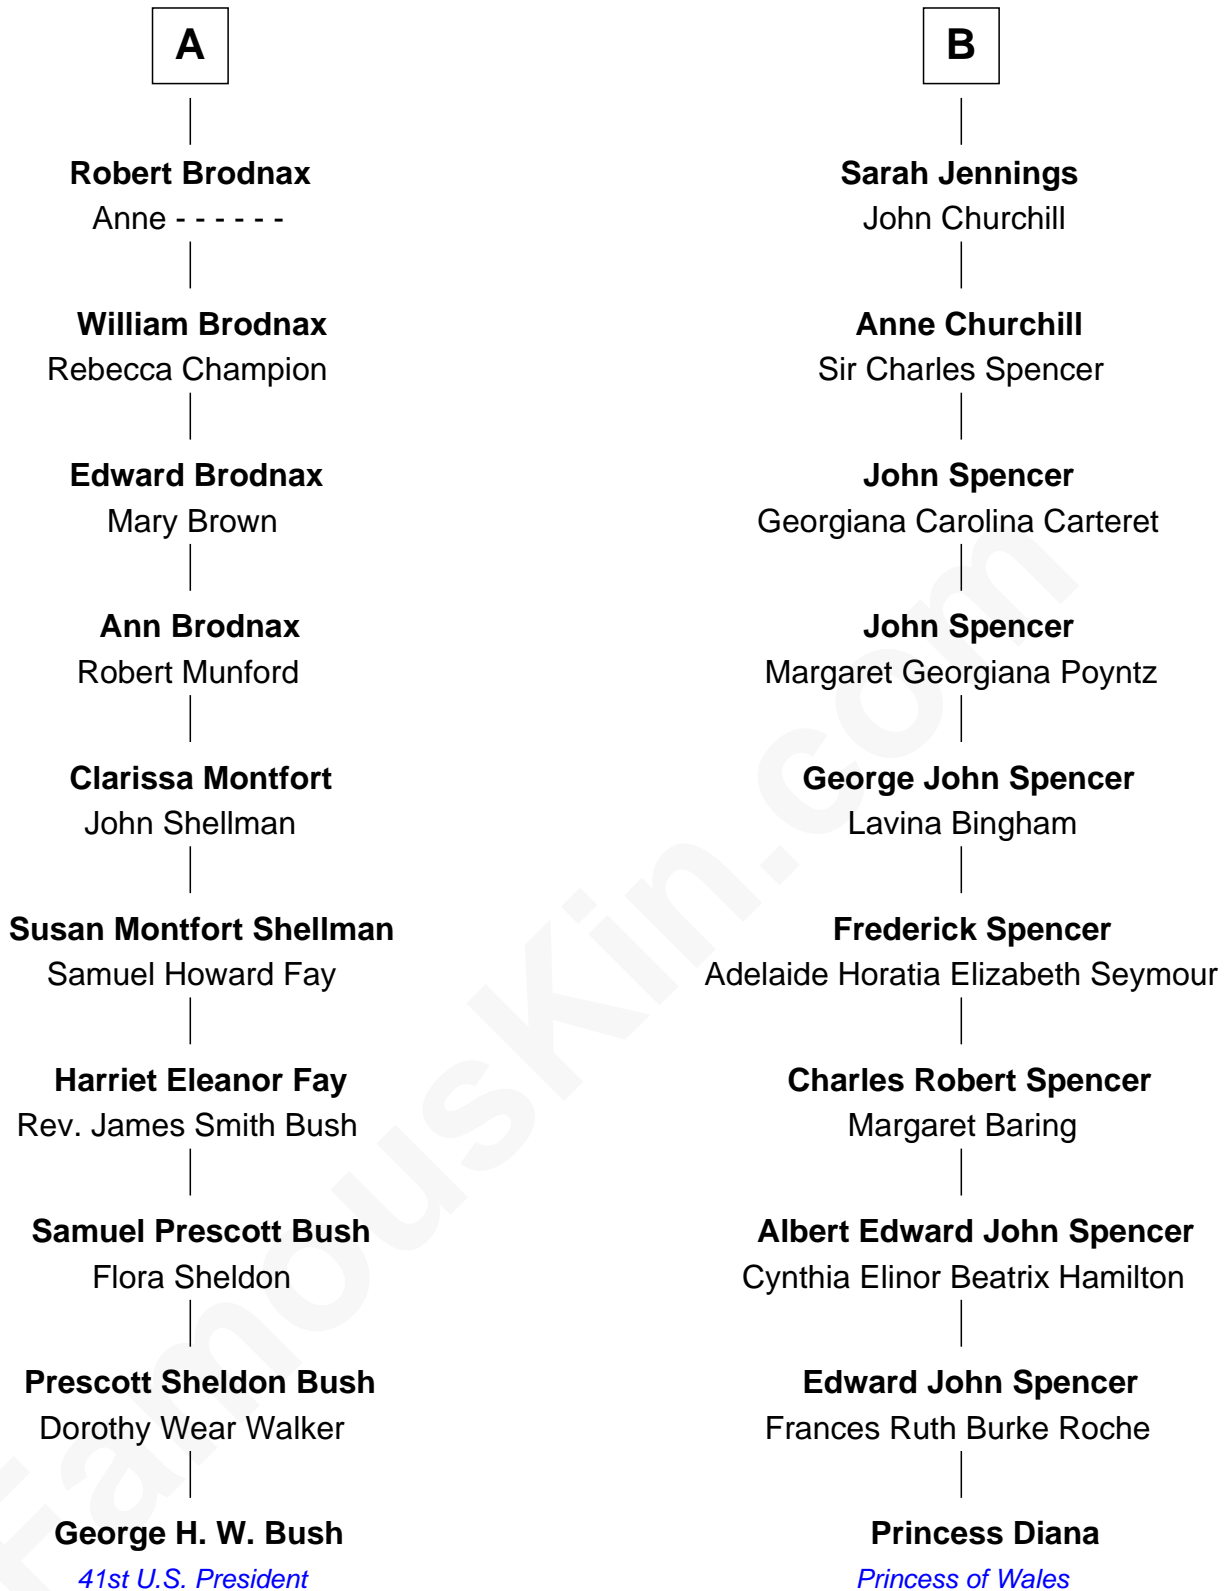 A
Robert Brodnax
Anne - - - - - -
William Brodnax
Rebecca Champion
Edward Brodnax
Mary Brown
Ann Brodnax
Robert Munford
Clarissa Montfort
John Shellman
Susan Montfort Shellman
Samuel Howard Fay
Harriet Eleanor Fay
Rev. James Smith Bush
Samuel Prescott Bush
Flora Sheldon
Prescott Sheldon Bush
Dorothy Wear Walker
George H. W. Bush
41st U.S. President
B
Sarah Jennings
John Churchill
Anne Churchill
Sir Charles Spencer
John Spencer
Georgiana Carolina Carteret
John Spencer
Margaret Georgiana Poyntz
George John Spencer
Lavina Bingham
Frederick Spencer
Adelaide Horatia Elizabeth Seymour
Charles Robert Spencer
Margaret Baring
Albert Edward John Spencer
Cynthia Elinor Beatrix Hamilton
Edward John Spencer
Frances Ruth Burke Roche
Princess Diana
Princess of Wales
FamousKin.com